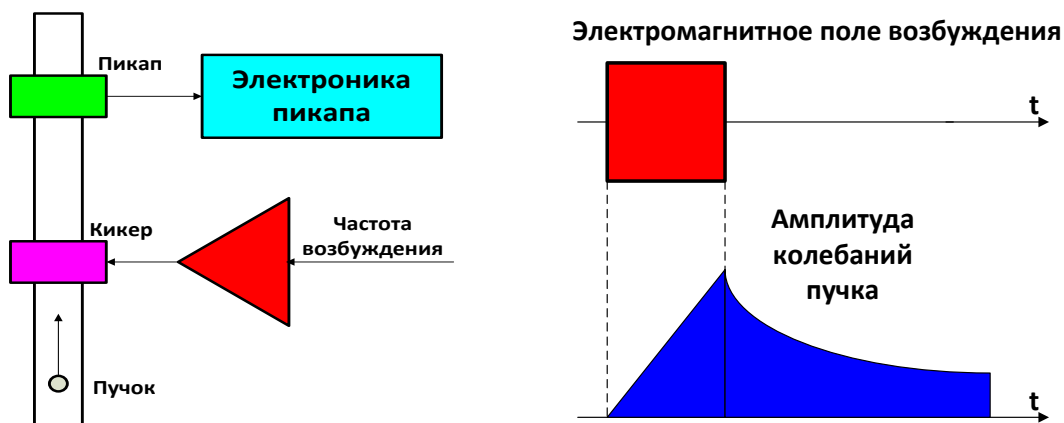 Пикап
Электроника
пикапа
Кикер
Частота
возбуждения
Пучок
Электромагнитное поле возбуждения
t
Амплитуда
колебаний
пучка
t